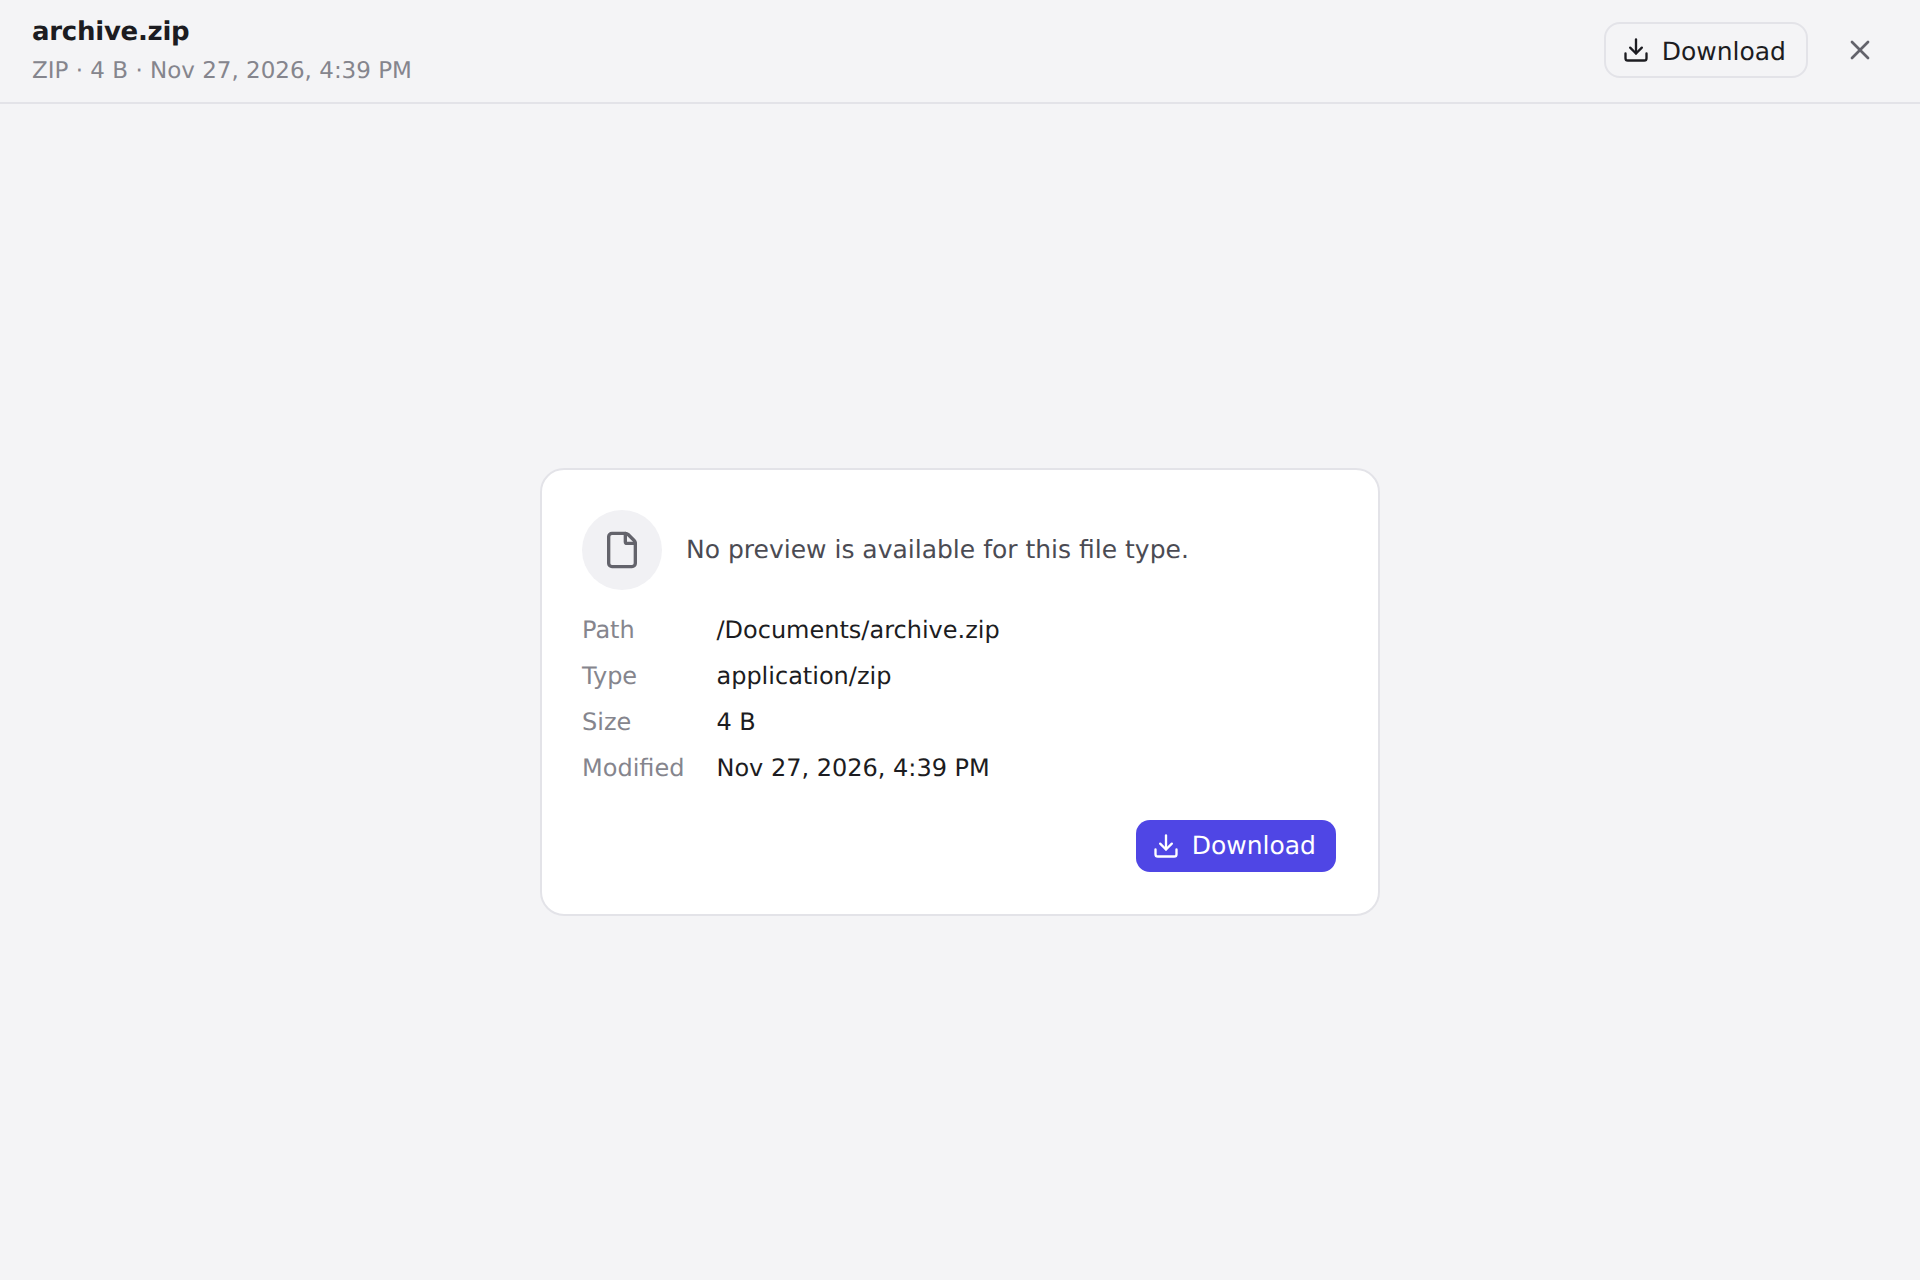 archive.zip
ZIP · 4 B · Nov 27, 2026, 4:39 PM
Download
No preview is available for this file type.
Path /Documents/archive.zip
Type application/zip
Size 4 B
Modified Nov 27, 2026, 4:39 PM
Download